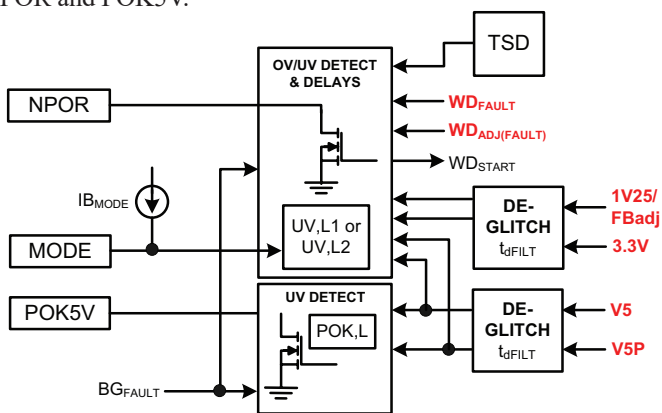 POR and POK5V.
TSD
OV/UV DETECT
& DELAYS
NPOR
WDFAULT
WDADJ(FAULT)
WDSTART
IBMODE
1V25/
FBadj
3.3V
DE-
GLITCH
tdFILT
UV,L1 or
UV,L2
MODE
UV DETECT
POK5V
POK,L
V5
V5P
DE-
GLITCH
tdFILT
BGFAULT